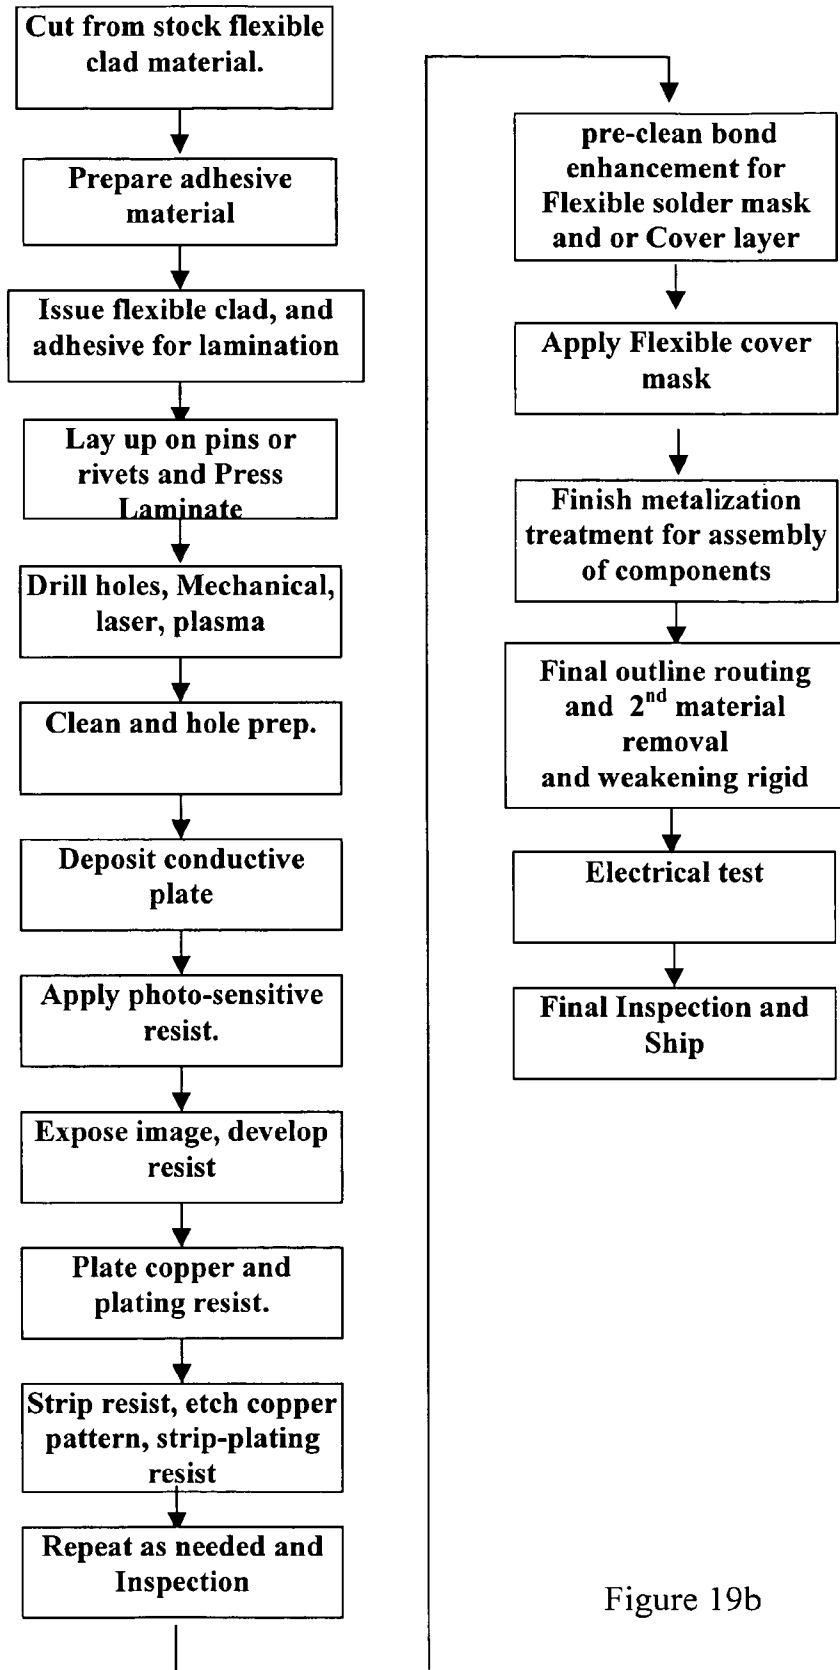 Cut from stock flexible
clad material.
Prepare adhesive
material
Issue flexible clad, and
adhesive for lamination
Lay up on pins or
rivets and Press
Laminate
Drill holes, Mechanical,
laser, plasma
Clean and hole prep.
Deposit conductive
plate
Apply photo-sensitive
resist.
Expose image, develop
resist
Plate copper and
plating resist.
Strip resist, etch copper
pattern, strip-plating
resist
Repeat as needed and
Inspection
pre-clean bond
enhancement for
Flexible solder mask
and or Cover layer
Apply Flexible cover
mask
Finish metalization
treatment for assembly
of components
Final outline routing
and 2nd material
removal
and weakening rigid
Electrical test
Final Inspection and
Ship
Figure 19b